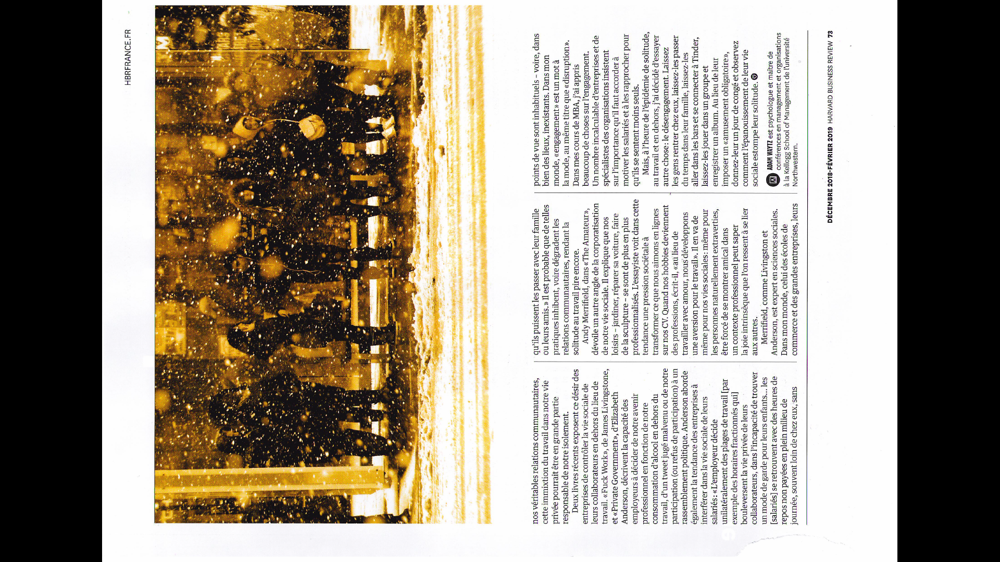 HBRFRANCE.FR
nos véritables relations communautaires,
cette immixtion du travail dans notre vie
privée pourrait être en grande partie
responsable de notre isolement.
Deux livres récents exposent ce désir des
entreprises de contrôler la vie sociale de
leurs collaborateurs en dehors du lieu de
travail. «Fuck Work», de James Livingstone,
et «Private Government», d'Elizabeth
Anderson, décrivent la capacité des
employeurs à décider de notre avenir
professionnel en fonction de notre
consommation d'alcool en dehors du
travail, d'un tweet jugé malvenu ou de notre
participation (ou refus de participation) à un
rassemblement politique. Anderson aborde
également la tendance des entreprises à
interférer dans la vie sociale de leurs
salariés: «L'employeur décide
unilatéralement des plages de travail [par
exemple des horaires fractionnés qui]
bouleversent la vie privée de leurs
collaborateurs, dans l'incapacité de trouver
un mode de garde pour leurs enfants... les
[salariés] se retrouvent avec des heures de
repos non payées en plein milieu de
journée, souvent loin de chez eux, sans
qu'ils puissent les passer avec leur famille
ou leurs amis.» Il est probable que de telles
pratiques inhibent, voire dégradent les
relations communautaires, rendant la
solitude au travail pire encore.
Andy Merrifield, dans «The Amateur»,
dévoile un autre angle de la corporatisation
de notre vie sociale. Il explique que nos
loisirs – jardiner, réparer sa voiture, faire
de la sculpture – se sont de plus en plus
professionnalisés. L'essayiste voit dans cette
tendance une pression sociétale à
transformer ce que nous aimons en lignes
sur nos CV. Quand nos hobbies deviennent
des professions, écrit-il, «au lieu de
travailler avec amour, nous développons
une aversion pour le travail». Il en va de
même pour nos vies sociales: même pour
les personnes naturellement extraverties,
être forcé de se montrer amical dans
un contexte professionnel peut saper
la joie intrinsèque que l'on ressent à se lier
aux autres.
Merrifield, comme Livingston et
Anderson, est expert en sciences sociales.
Dans mon monde, celui des écoles de
commerce et des grandes entreprises, leurs
points de vue sont inhabituels – voire, dans
bien des lieux, inexistants. Dans mon
monde, «engagement» est un mot à
la mode, au même titre que «disruption».
Dans mes cours de MBA, j'ai appris
beaucoup de choses sur l'engagement.
Un nombre incalculable d'entreprises et de
spécialistes des organisations insistent
sur l'importance qu'il faut accorder à
motiver les salariés et à les rapprocher pour
qu'ils se sentent moins seuls.
Mais, à l'heure de l'épidémie de solitude,
au travail et en dehors, j'ai décidé d'essayer
autre chose: le désengagement. Laissez
les gens rentrer chez eux, laissez-les passer
du temps dans leur famille, laissez-les
aller dans les bars et se connecter à Tinder,
laissez-les jouer dans un groupe et
enregistrer un album. Au lieu de leur
imposer un «amusement obligatoire»,
donnez-leur un jour de congé et observez
comment l'épanouissement de leur vie
sociale estompe leur solitude.
ADAM WAYTZ est psychologue et maître de
conférences en management et organisations
à la Kellogg School of Management de l'université
Northwestern.
DÉCEMBRE 2018-FÉVRIER 2019 HARVARD BUSINESS REVIEW 73